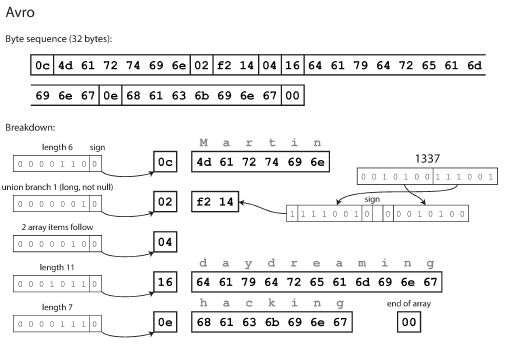 Avro
Byte sequence (32 bytes):
0c 4d 61 72 74 69 6e 02 f2 14 04 16 64 61 79 64 72 65 61 6d
69 6e 67 0e 68 61 63 6b 69 6e 67 00
Breakdown:
length 6 sign
M a r t i n
0 0 0 0 1 1 0 0
0c
4d 61 72 74 69 6e
1337
0 0 1 0 1 0 0 1 1 1 0 0 1
union branch 1 (long, not null)
0 0 0 0 0 0 1 0
02
f2 14
sign
1 1 1 1 0 0 1 0 0 0 0 1 0 1 0 0
2 array items follow
0 0 0 0 0 1 0 0
04
length 11
d a y d r e a m i n g
0 0 0 1 0 1 1 0
16
64 61 79 64 72 65 61 6d 69 6e 67
length 7
h a c k i n g
end of array
0 0 0 0 1 1 1 0
0e
68 61 63 6b 69 6e 67
00